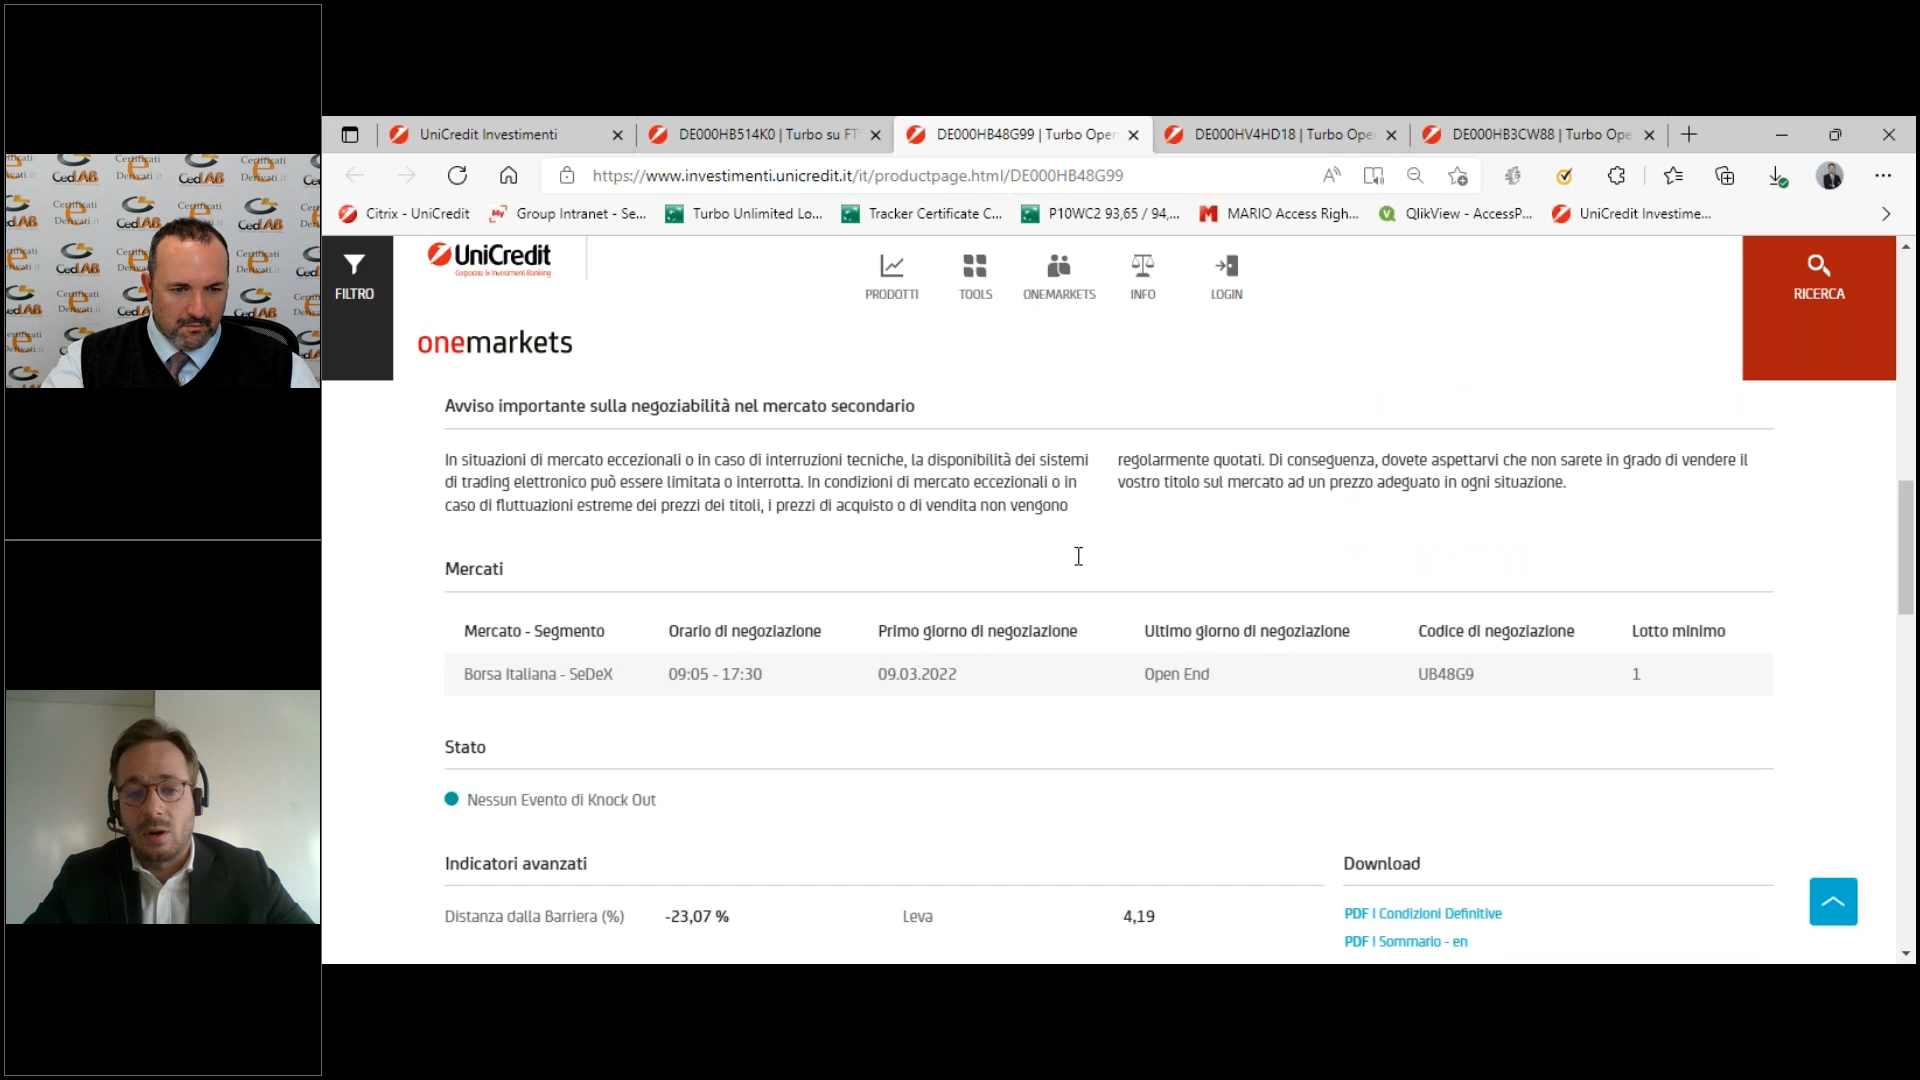 UniCredit Investimenti
DE000HB514K0 | Turbo su FT
DE000HB48G99 | Turbo Open
DE000HV4HD18 | Turbo Ope
DE000HB3CW88 | Turbo Ope
https://www.investimenti.unicredit.it/it/productpage.html/DE000HB48G99
Citrix - UniCredit
Group Intranet - Se...
Turbo Unlimited Lo...
Tracker Certificate C...
P10WC2 93,65 / 94,...
MARIO Access Righ...
QlikView - AccessP...
UniCredit Investime...
FILTRO
UniCredit
Corporate & Investment Banking
PRODOTTI
TOOLS
ONEMARKETS
INFO
LOGIN
RICERCA
onemarkets
Avviso importante sulla negoziabilità nel mercato secondario
In situazioni di mercato eccezionali o in caso di interruzioni tecniche, la disponibilità dei sistemi
di trading elettronico può essere limitata o interrotta. In condizioni di mercato eccezionali o in
caso di fluttuazioni estreme dei prezzi dei titoli, i prezzi di acquisto o di vendita non vengono
regolarmente quotati. Di conseguenza, dovete aspettarvi che non sarete in grado di vendere il
vostro titolo sul mercato ad un prezzo adeguato in ogni situazione.
Mercati
Mercato - Segmento Orario di negoziazione Primo giorno di negoziazione Ultimo giorno di negoziazione Codice di negoziazione Lotto minimo
Borsa Italiana - SeDeX 09:05 - 17:30 09.03.2022 Open End UB48G9 1
Stato
Nessun Evento di Knock Out
Indicatori avanzati
Distanza dalla Barriera (%) -23,07 % Leva 4,19
Download
PDF | Condizioni Definitive
PDF | Sommario - en